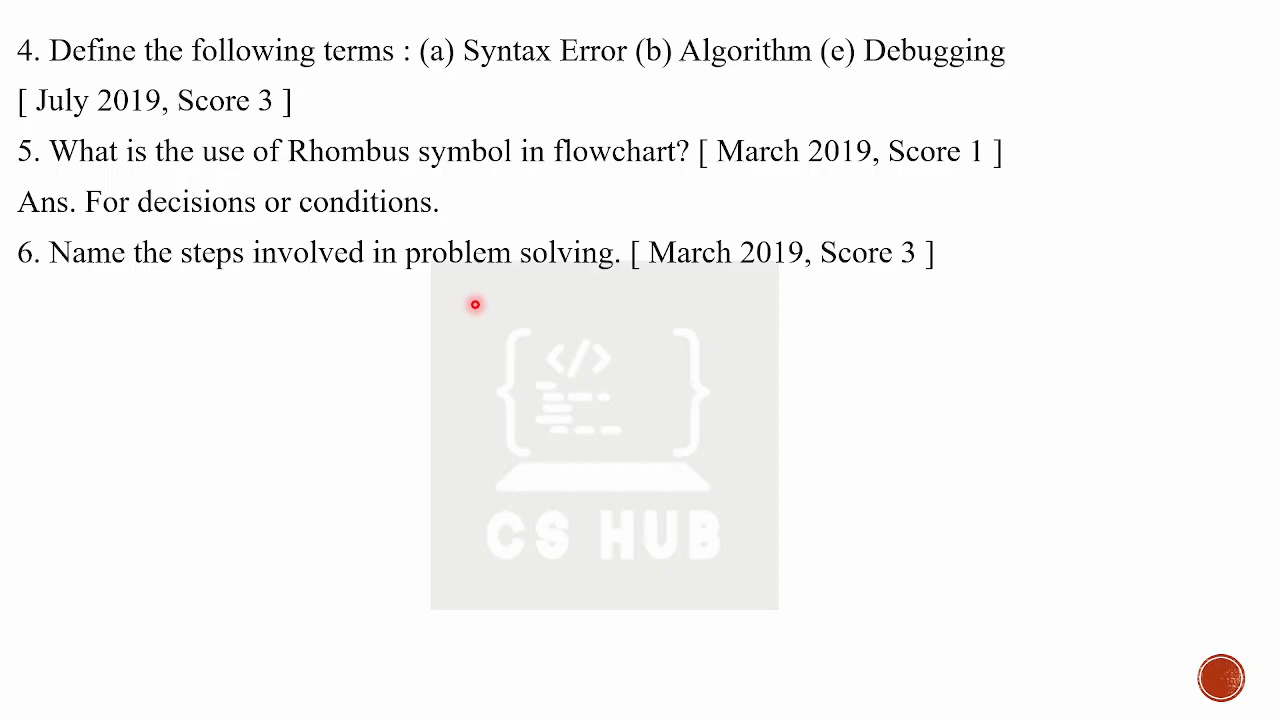 4. Define the following terms : (a) Syntax Error (b) Algorithm (e) Debugging
[ July 2019, Score 3 ]
5. What is the use of Rhombus symbol in flowchart? [ March 2019, Score 1 ]
Ans. For decisions or conditions.
6. Name the steps involved in problem solving. [ March 2019, Score 3 ]
{ </> }
CS HUB